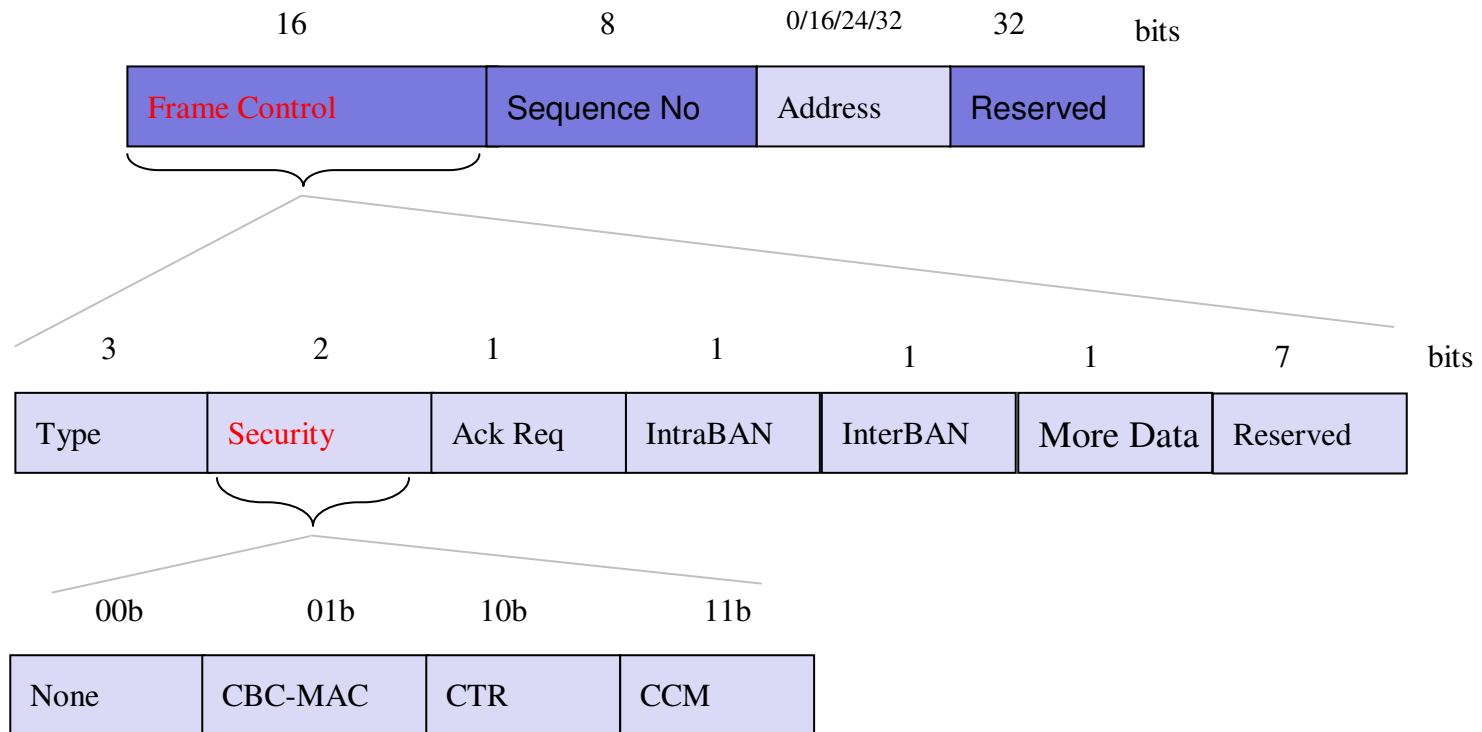 16 8 0/16/24/32 32 bits
Frame Control Sequence No Address Reserved
3 2 1 1 1 1 7 bits
Type Security Ack Req IntraBAN InterBAN More Data Reserved
00b 01b 10b 11b
None CBC-MAC CTR CCM